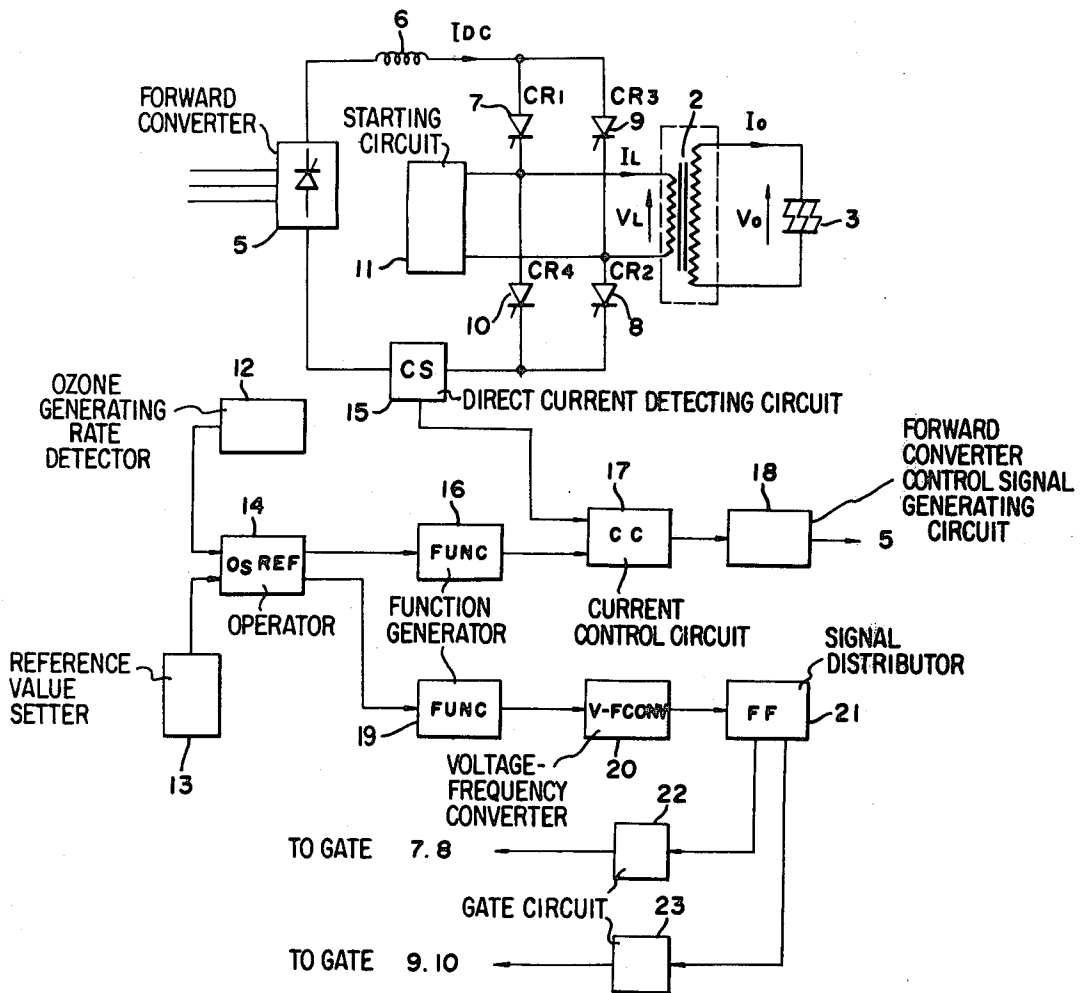 6
IDC
FORWARD
CONVERTER
7
CR1
CR3
9
2
STARTING
CIRCUIT
IL
Io
VL
Vo
3
5
11
CR4
CR2
10
8
CS
15
DIRECT CURRENT DETECTING CIRCUIT
12
OZONE
GENERATING
RATE
DETECTOR
FORWARD
CONVERTER
CONTROL SIGNAL
GENERATING
CIRCUIT
14
16
17
18
OS REF
FUNC
CC
5
OPERATOR
FUNCTION
GENERATOR
CURRENT
CONTROL CIRCUIT
REFERENCE
VALUE
SETTER
13
SIGNAL
DISTRIBUTOR
FUNC
19
V-FCONV
20
FF
21
VOLTAGE-
FREQUENCY
CONVERTER
22
TO GATE 7.8
GATE CIRCUIT
23
TO GATE 9.10